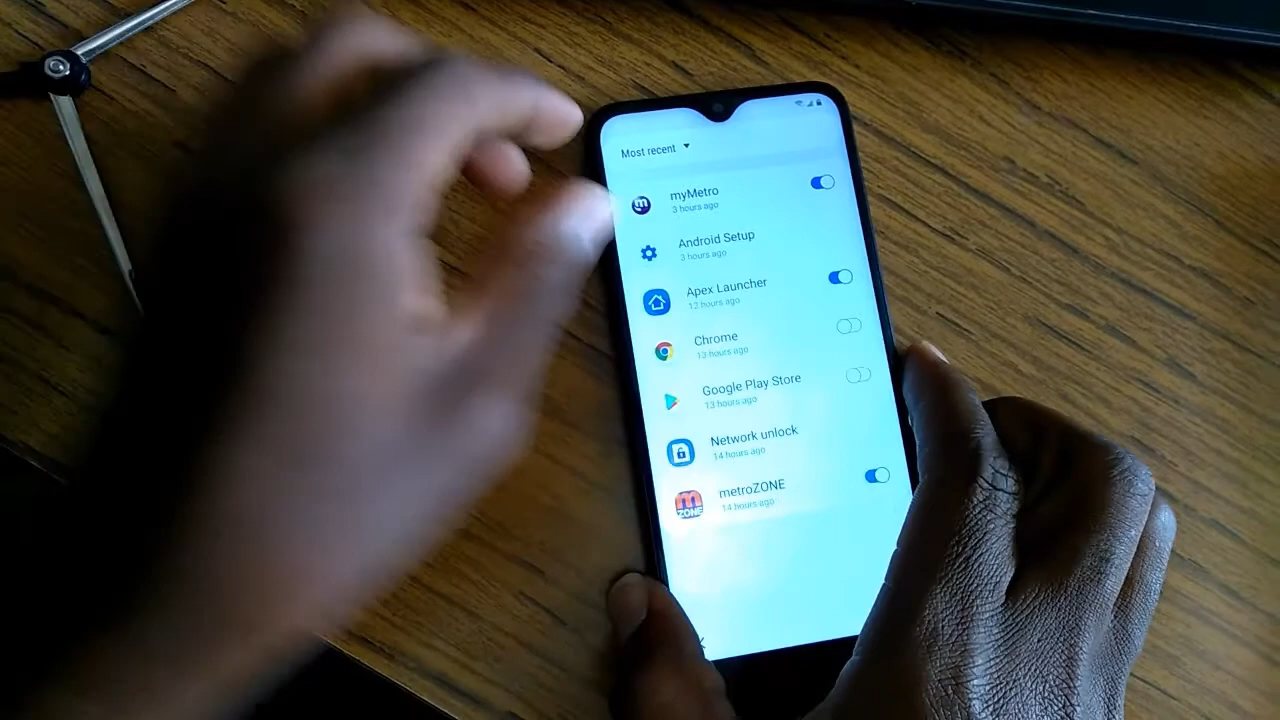 Most recent
myMetro
3 hours ago
Android Setup
3 hours ago
Apex Launcher
12 hours ago
Chrome
13 hours ago
Google Play Store
13 hours ago
Network unlock
14 hours ago
m
ZONE
metroZONE
14 hours ago